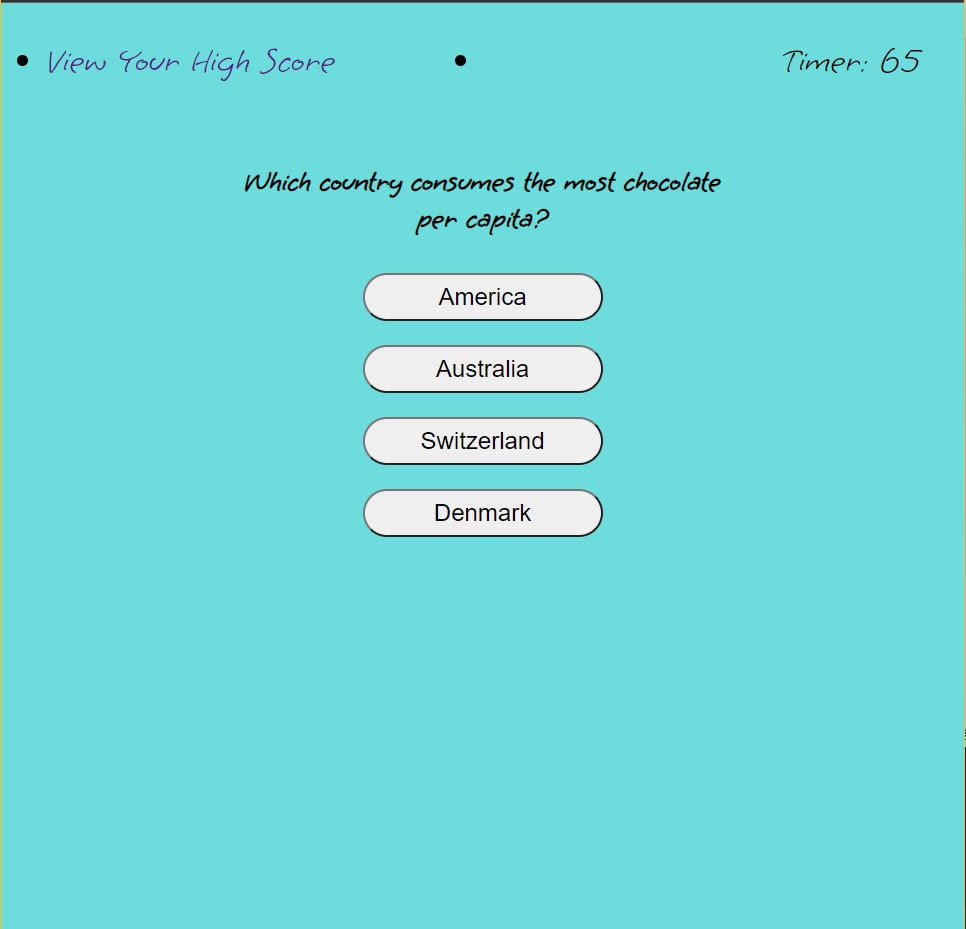 View Your High Score
Timer: 65
Which country consumes the most chocolate
per capita?
America
Australia
Switzerland
Denmark